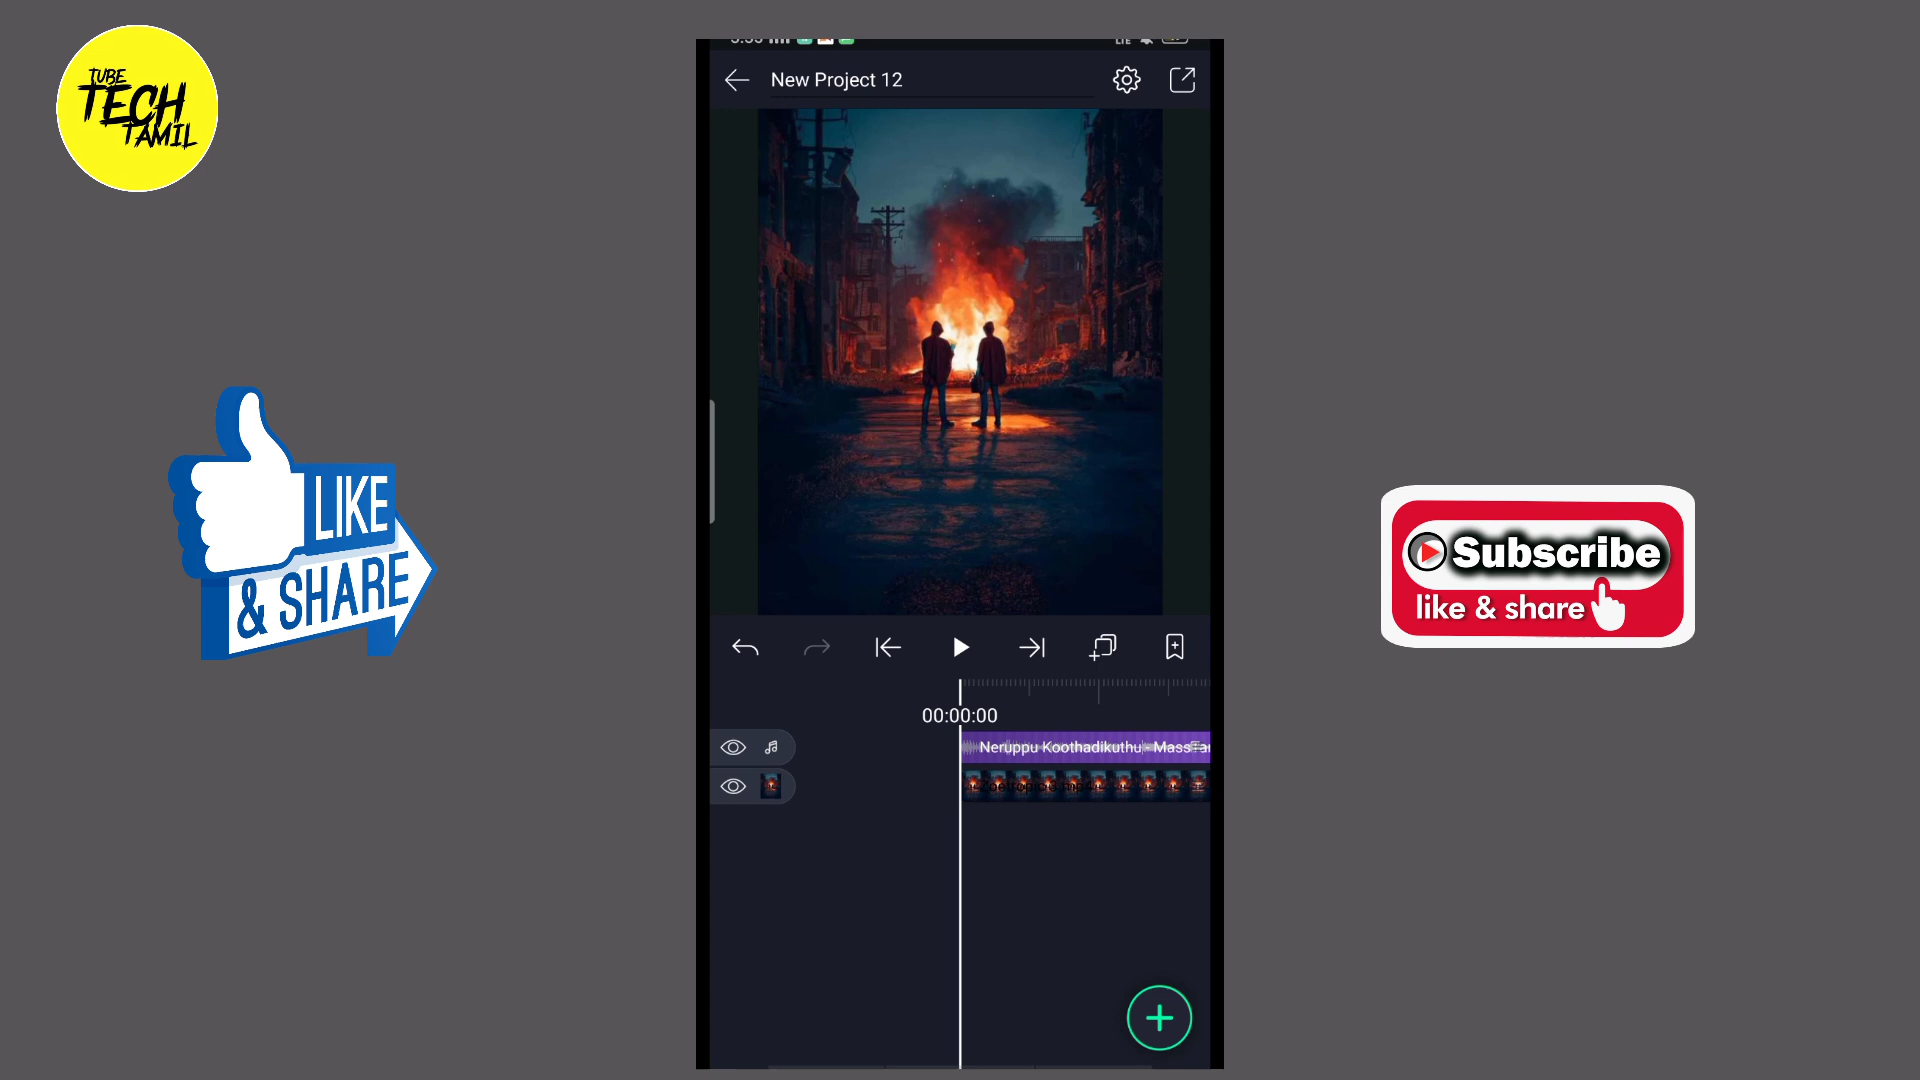 TUBE
TECH
TAMIL
New Project 12
LIKE
& SHARE
Subscribe
like & share
00:00:00
Neruppu Koothadikuthu - Mass